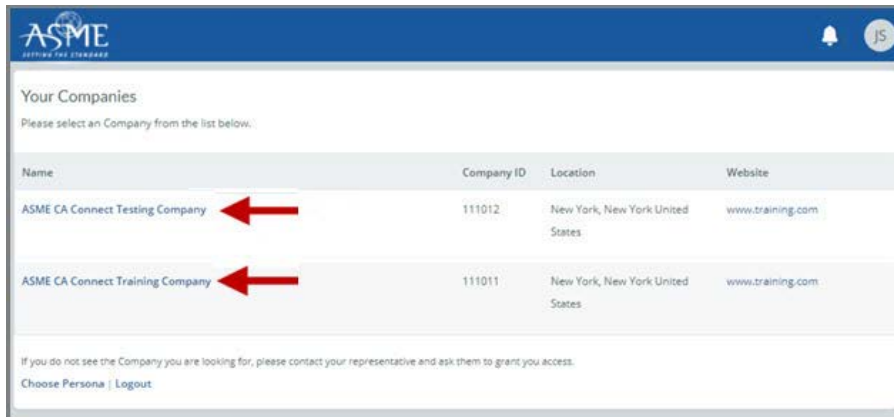 ASME
SETTING THE STANDARD
JS
Your Companies
Please select an Company from the list below.
Name Company ID Location Website
ASME CA Connect Testing Company 111012 New York, New York United www.training.com
States
ASME CA Connect Training Company 111011 New York, New York United www.training.com
States
If you do not see the Company you are looking for, please contact your representative and ask them to grant you access.
Choose Persona | Logout